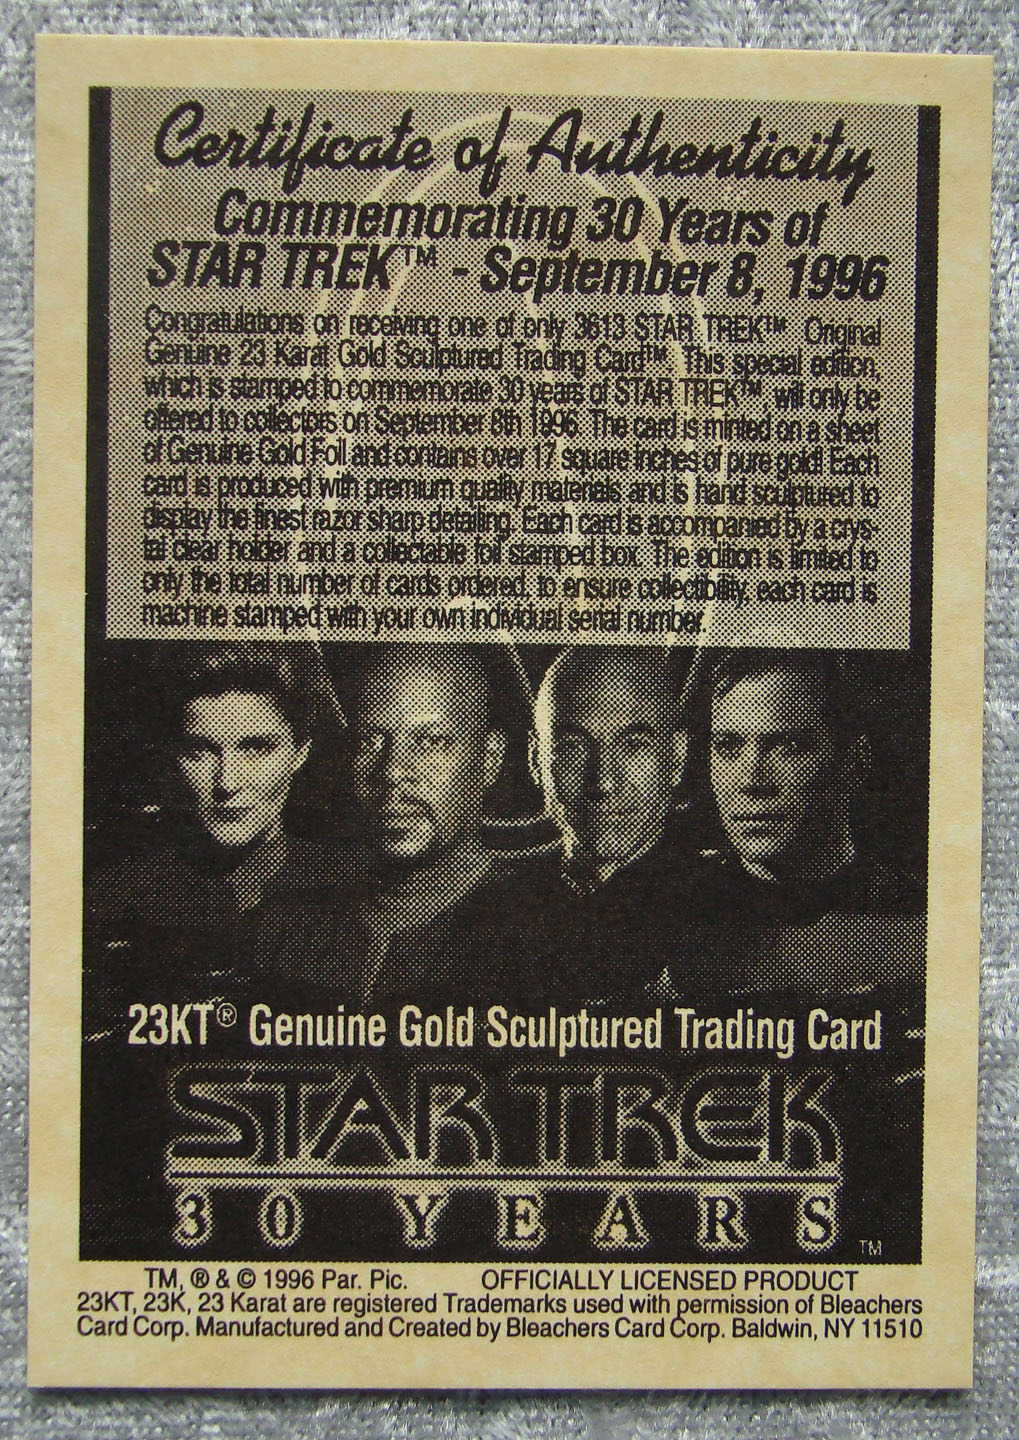 Certificate of Authenticity
Commemorating 30 Years of
STAR TREK™ - September 8, 1996
Congratulations on receiving one of only 3613 STAR TREK™ Original
Genuine 23 Karat Gold Sculptured Trading Card™. This special edition,
which is stamped to commemorate 30 years of STAR TREK™ will only be
offered to collectors on September 8th 1996. The card is minted on a sheet
of Genuine Gold Foil and contains over 17 square inches of pure gold! Each
card is produced with premium quality materials and is hand sculptured to
display the finest razor sharp detailing. Each card is accompanied by a crys-
tal clear holder and a collectable foil stamped box. The edition is limited to
only the total number of cards ordered, to ensure collectibility, each card is
machine stamped with your own individual serial number.
23KT® Genuine Gold Sculptured Trading Card
STAR TREK
30 YEARS TM
TM, ® & © 1996 Par. Pic. OFFICIALLY LICENSED PRODUCT
23KT, 23K, 23 Karat are registered Trademarks used with permission of Bleachers
Card Corp. Manufactured and Created by Bleachers Card Corp. Baldwin, NY 11510